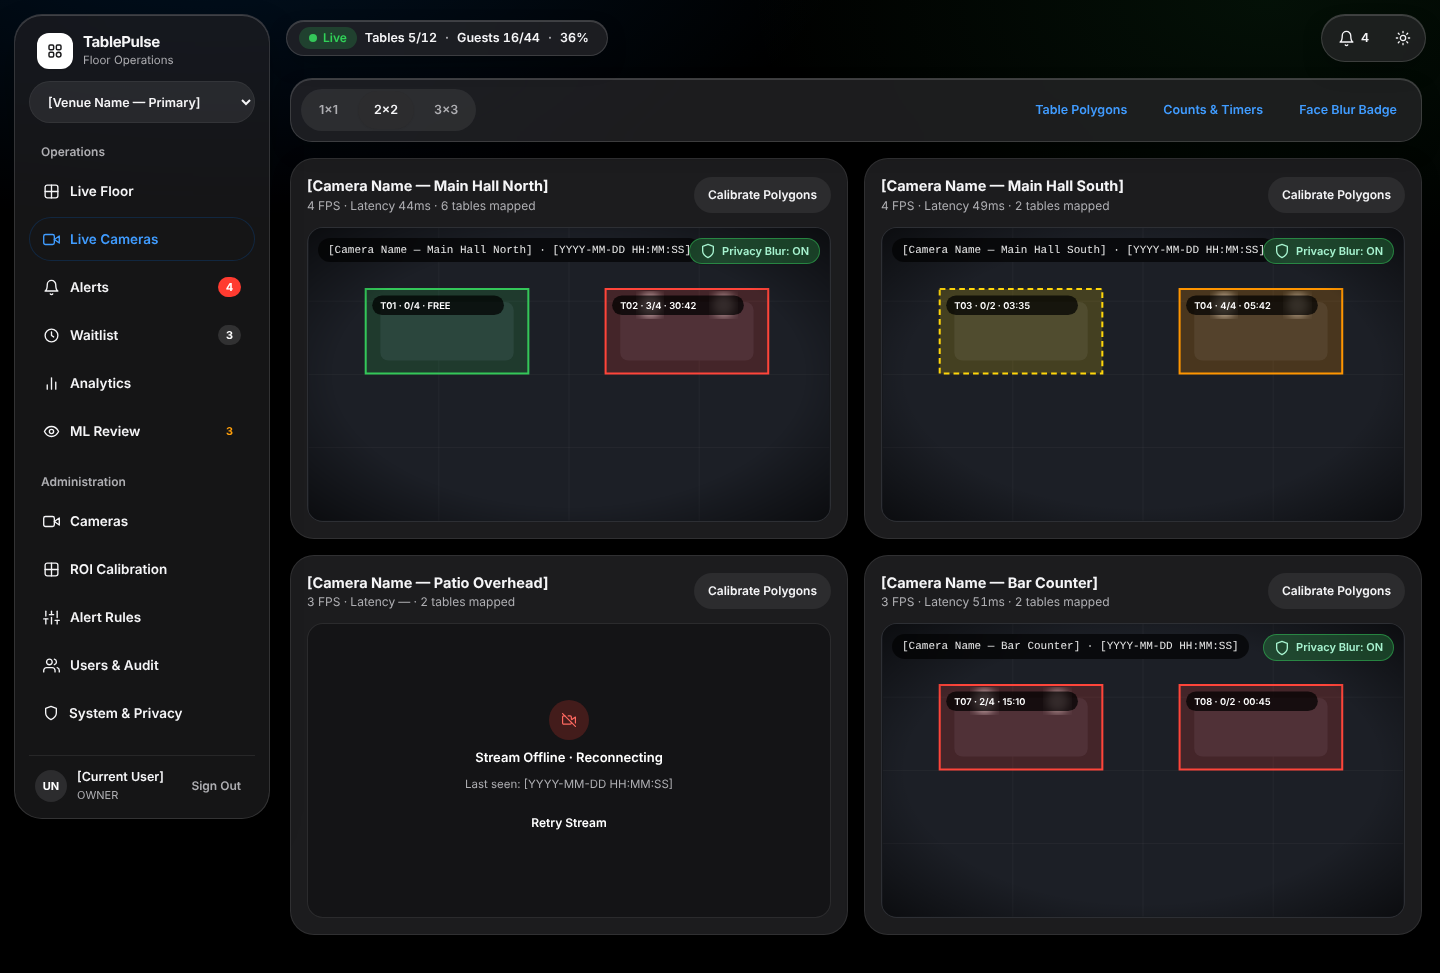 TablePulse
Floor Operations
[Venue Name — Primary]
Operations
Live Floor
Live Cameras
Alerts 4
Waitlist 3
Analytics
ML Review 3
Administration
Cameras
ROI Calibration
Alert Rules
Users & Audit
System & Privacy
UN
[Current User]
OWNER
Sign Out
Live Tables 5/12 · Guests 16/44 · 36%
4
1×1 2×2 3×3
Table Polygons Counts & Timers Face Blur Badge
[Camera Name — Main Hall North]
4 FPS · Latency 44ms · 6 tables mapped
Calibrate Polygons
[Camera Name — Main Hall North] · [YYYY-MM-DD HH:MM:SS]
Privacy Blur: ON
T01 · 0/4 · FREE
T02 · 3/4 · 30:42
[Camera Name — Main Hall South]
4 FPS · Latency 49ms · 2 tables mapped
Calibrate Polygons
[Camera Name — Main Hall South] · [YYYY-MM-DD HH:MM:SS]
Privacy Blur: ON
T03 · 0/2 · 03:35
T04 · 4/4 · 05:42
[Camera Name — Patio Overhead]
3 FPS · Latency — · 2 tables mapped
Calibrate Polygons
Stream Offline · Reconnecting
Last seen: [YYYY-MM-DD HH:MM:SS]
Retry Stream
[Camera Name — Bar Counter]
3 FPS · Latency 51ms · 2 tables mapped
Calibrate Polygons
[Camera Name — Bar Counter] · [YYYY-MM-DD HH:MM:SS]
Privacy Blur: ON
T07 · 2/4 · 15:10
T08 · 0/2 · 00:45